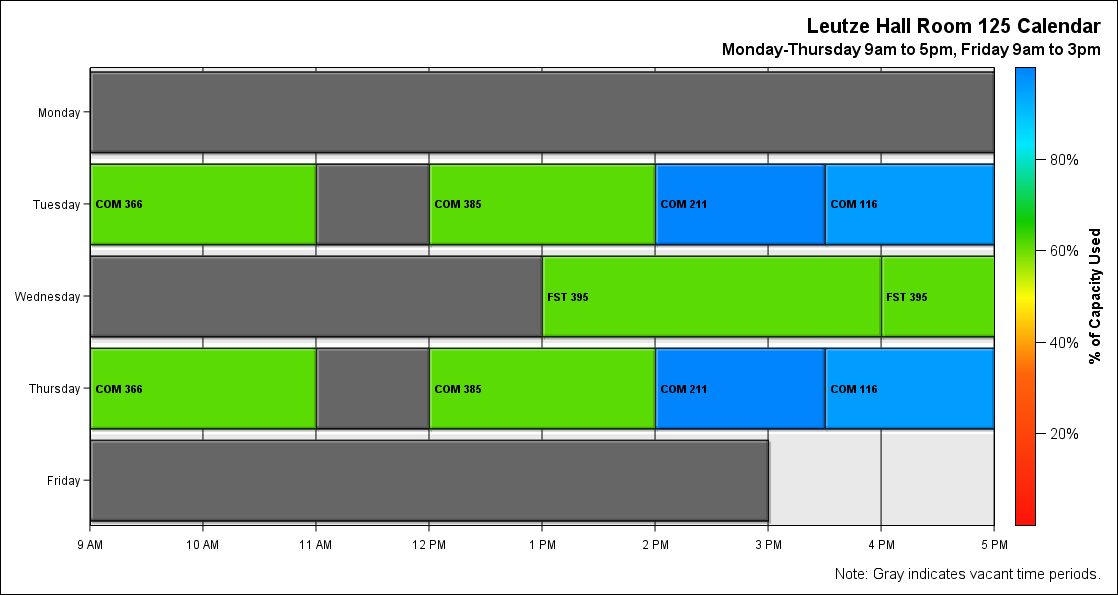 Leutze Hall Room 125 Calendar
Monday-Thursday 9am to 5pm, Friday 9am to 3pm
Monday
Tuesday
COM 366
COM 385
COM 211
COM 116
Wednesday
FST 395
FST 395
Thursday
COM 366
COM 385
COM 211
COM 116
Friday
9 AM
10 AM
11 AM
12 PM
1 PM
2 PM
3 PM
4 PM
5 PM
80%
60%
40%
20%
% of Capacity Used
Note: Gray indicates vacant time periods.